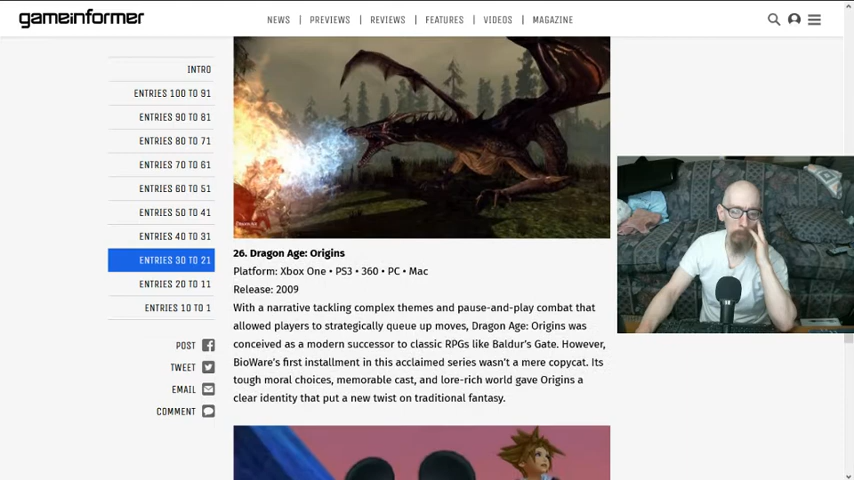 gameinformer
NEWS | PREVIEWS | REVIEWS | FEATURES | VIDEOS | MAGAZINE
INTRO
ENTRIES 100 TO 91
ENTRIES 90 TO 81
ENTRIES 80 TO 71
ENTRIES 70 TO 61
ENTRIES 60 TO 51
ENTRIES 50 TO 41
ENTRIES 40 TO 31
ENTRIES 30 TO 21
ENTRIES 20 TO 11
ENTRIES 10 TO 1
POST
TWEET
EMAIL
COMMENT
26. Dragon Age: Origins
Platform: Xbox One • PS3 • 360 • PC • Mac
Release: 2009
With a narrative tackling complex themes and pause-and-play combat that
allowed players to strategically queue up moves, Dragon Age: Origins was
conceived as a modern successor to classic RPGs like Baldur's Gate. However,
BioWare's first installment in this acclaimed series wasn't a mere copycat. Its
tough moral choices, memorable cast, and lore-rich world gave Origins a
clear identity that put a new twist on traditional fantasy.